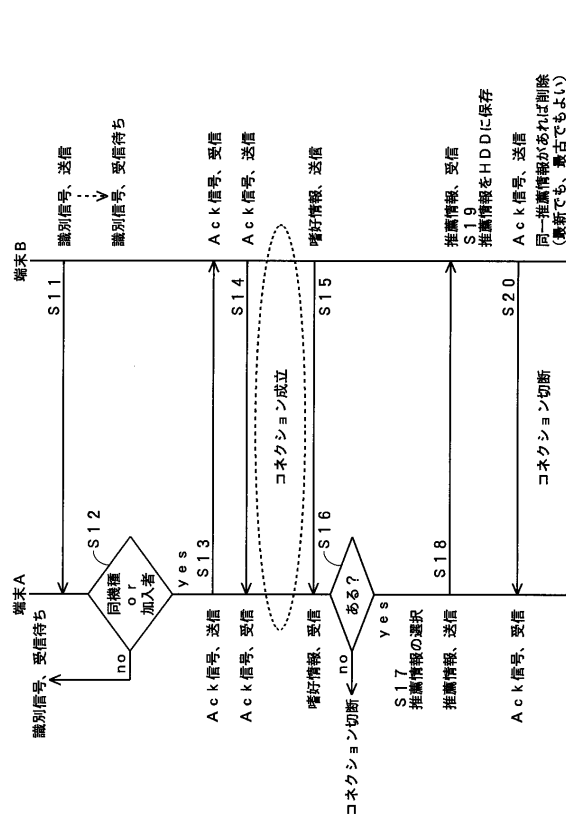 端末A
端末B
識別信号、受信待ち
S11
識別信号、送信
識別信号、受信待ち
S12
同機種
or
加入者
no
yes
S13
Ack信号、送信
Ack信号、受信
S14
Ack信号、受信
Ack信号、送信
コネクション成立
S15
嗜好情報、受信
嗜好情報、送信
S16
ある?
no
コネクション切断
yes
S17
推薦情報の選択
S18
推薦情報、送信
推薦情報、受信
S19
推薦情報をHDDに保存
S20
Ack信号、受信
Ack信号、送信
同一推薦情報があれば削除
(最新でも、最古でもよい)
コネクション切断